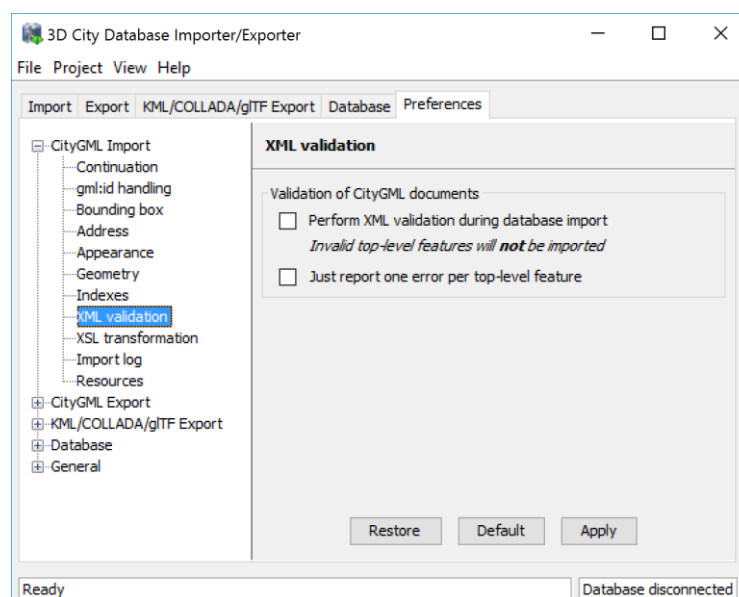 3D City Database Importer/Exporter
File Project View Help
Import Export KML/COLLADA/glTF Export Database Preferences
CityGML Import
Continuation
gml:id handling
Bounding box
Address
Appearance
Geometry
Indexes
XML validation
XSL transformation
Import log
Resources
CityGML Export
KML/COLLADA/glTF Export
Database
General
XML validation
Validation of CityGML documents
Perform XML validation during database import
Invalid top-level features will not be imported
Just report one error per top-level feature
Restore Default Apply
Ready
Database disconnected